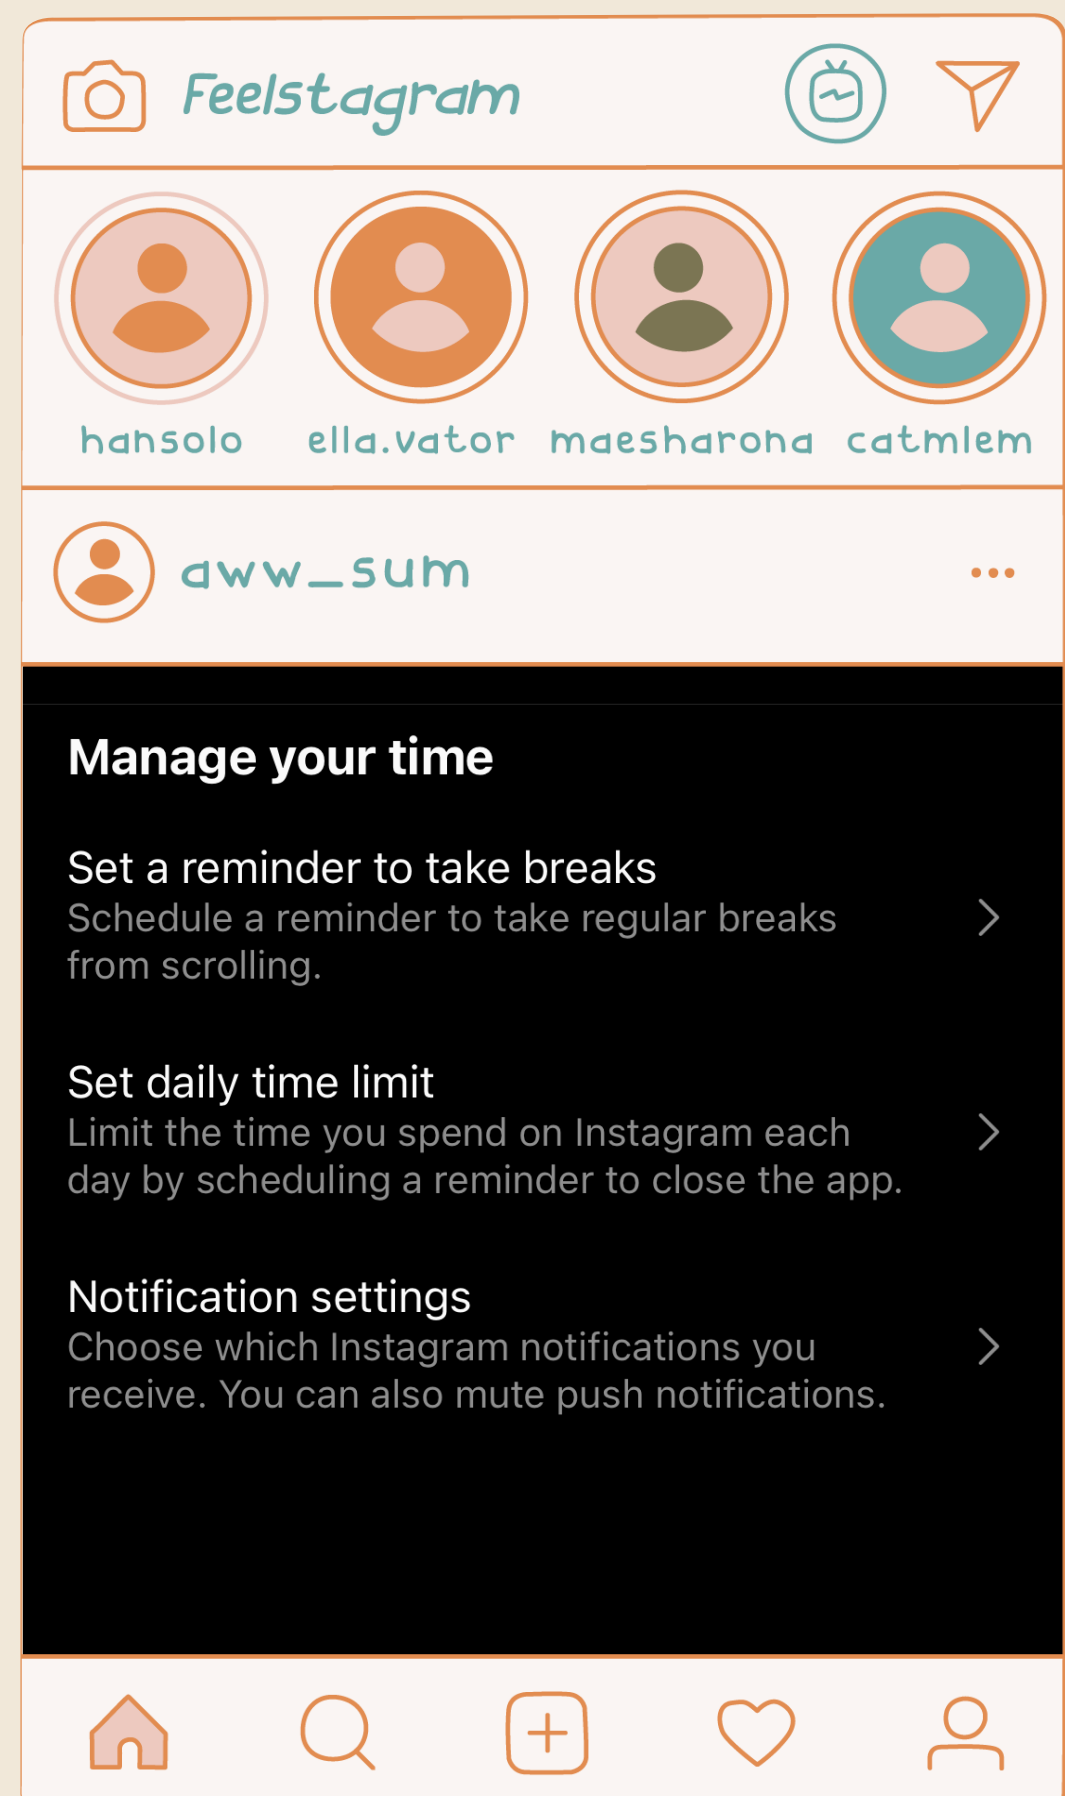 Feelstagram
hansolo ella.vator maesharona catmlem
aww_sum
Manage your time
Set a reminder to take breaks
Schedule a reminder to take regular breaks
from scrolling.
Set daily time limit
Limit the time you spend on Instagram each
day by scheduling a reminder to close the app.
Notification settings
Choose which Instagram notifications you
receive. You can also mute push notifications.